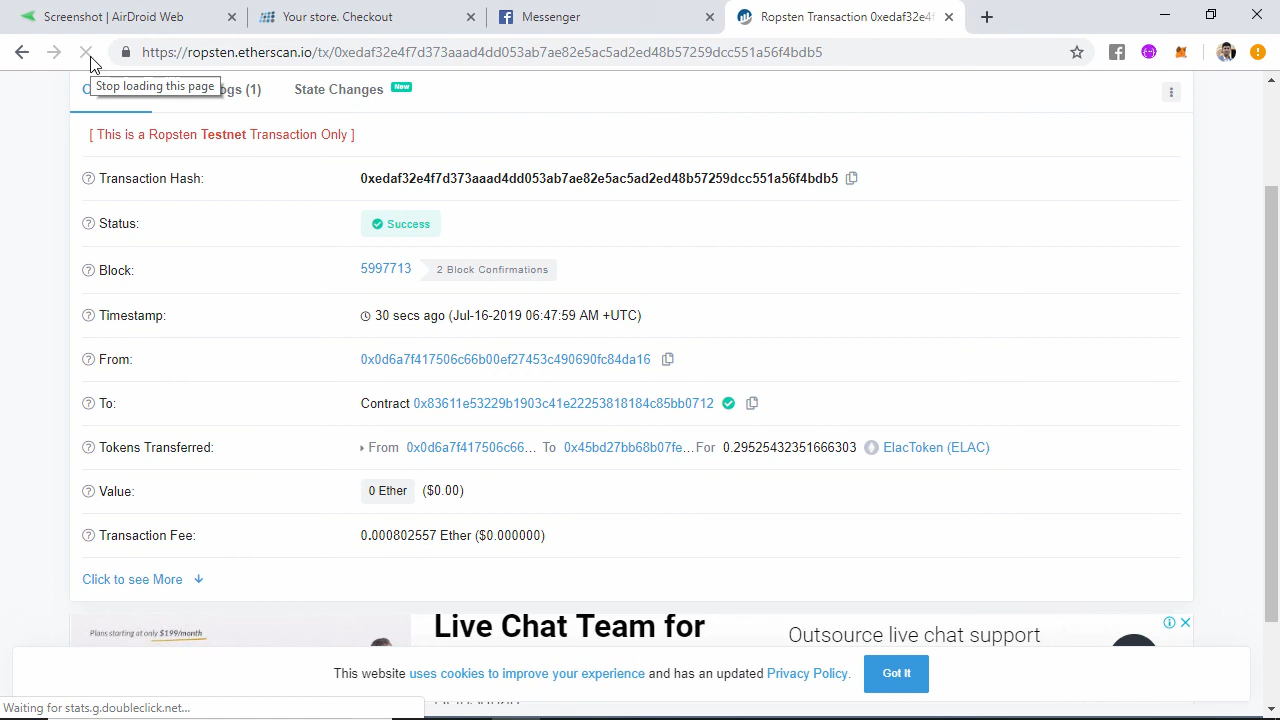 Screenshot | AirDroid Web
Your store. Checkout
Messenger
Ropsten Transaction 0xedaf32e4f
https://ropsten.etherscan.io/tx/0xedaf32e4f7d373aaad4dd053ab7ae82e5ac5ad2ed48b57259dcc551a56f4bdb5
Stop loading this page
ogs (1)
State Changes New
[ This is a Ropsten Testnet Transaction Only ]
Transaction Hash: 0xedaf32e4f7d373aaad4dd053ab7ae82e5ac5ad2ed48b57259dcc551a56f4bdb5
Status: Success
Block: 5997713 2 Block Confirmations
Timestamp: 30 secs ago (Jul-16-2019 06:47:59 AM +UTC)
From: 0x0d6a7f417506c66b00ef27453c490690fc84da16
To: Contract 0x83611e53229b1903c41e22253818184c85bb0712
Tokens Transferred: From 0x0d6a7f417506c66... To 0x45bd27bb68b07fe... For 0.29525432351666303 ElacToken (ELAC)
Value: 0 Ether ($0.00)
Transaction Fee: 0.000802557 Ether ($0.000000)
Click to see More
Plans starting at only $199/month
Live Chat Team for
Outsource live chat support
This website uses cookies to improve your experience and has an updated Privacy Policy. Got It
Waiting for stats.g.doubleclick.net...